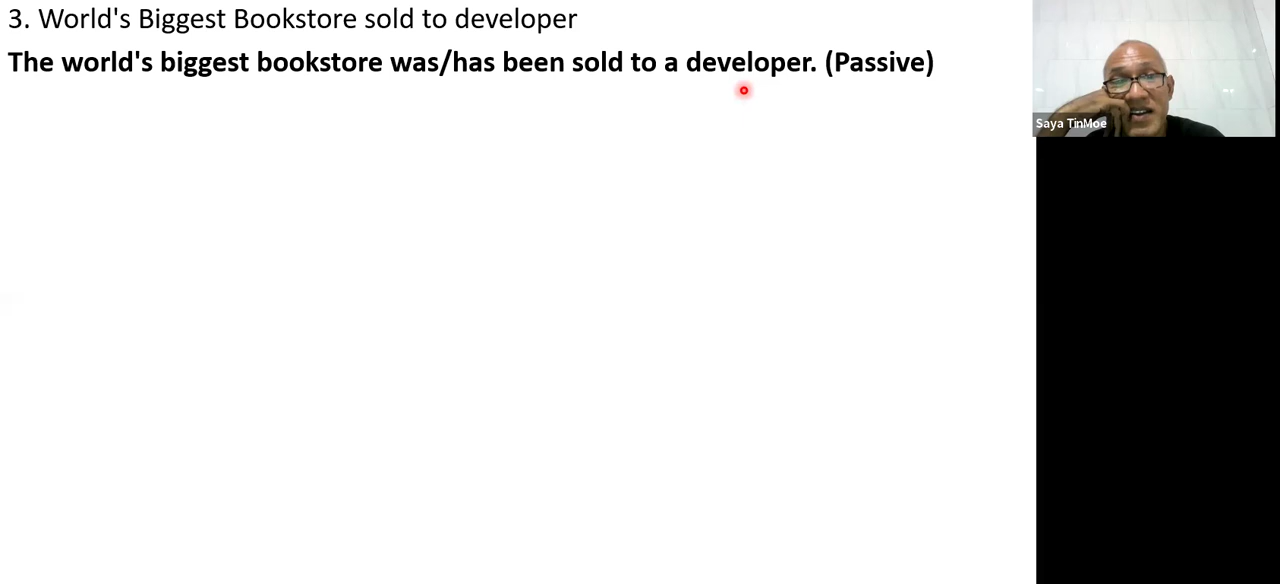 3. World's Biggest Bookstore sold to developer
The world's biggest bookstore was/has been sold to a developer. (Passive)
Saya TinMoe